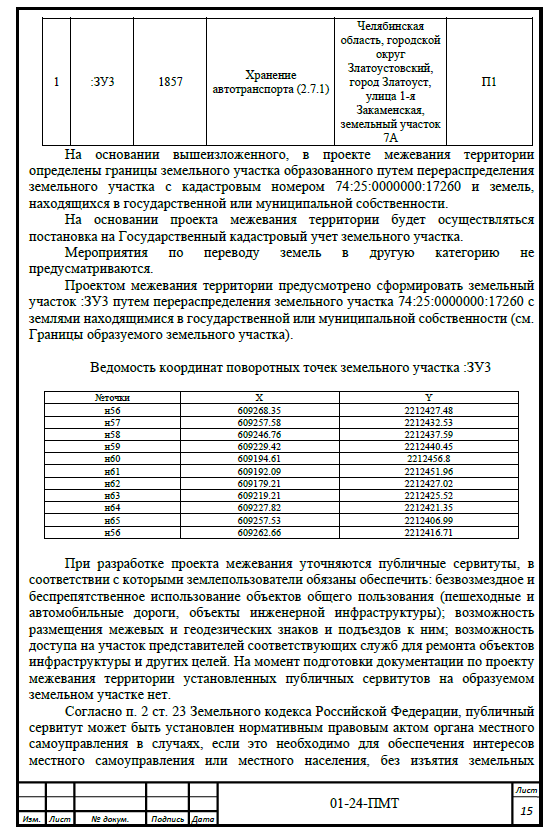 1 :ЗУ3 1857 Хранение автотранспорта (2.7.1) Челябинская область, городской округ Златоустовский, город Златоуст, улица 1-я Закаменская, земельный участок 7А П1
На основании вышеизложенного, в проекте межевания территории
определены границы земельного участка образованного путем перераспределения
земельного участка с кадастровым номером 74:25:0000000:17260 и земель,
находящихся в государственной или муниципальной собственности.
На основании проекта межевания территории будет осуществляться
постановка на Государственный кадастровый учет земельного участка.
Мероприятия по переводу земель в другую категорию не
предусматриваются.
Проектом межевания территории предусмотрено сформировать земельный
участок :ЗУ3 путем перераспределения земельного участка 74:25:0000000:17260 с
землями находящимися в государственной или муниципальной собственности (см.
Границы образуемого земельного участка).
Ведомость координат поворотных точек земельного участка :ЗУ3
№точки X Y
н56 609268.35 2212427.48
н57 609257.58 2212432.53
н58 609246.76 2212437.59
н59 609229.42 2212440.45
н60 609194.61 2212456.8
н61 609192.09 2212451.96
н62 609179.21 2212427.02
н63 609219.21 2212425.52
н64 609227.82 2212421.35
н65 609257.53 2212406.99
н56 609262.66 2212416.71
При разработке проекта межевания уточняются публичные сервитуты, в
соответствии с которыми землепользователи обязаны обеспечить: безвозмездное и
беспрепятственное использование объектов общего пользования (пешеходные и
автомобильные дороги, объекты инженерной инфраструктуры); возможность
размещения межевых и геодезических знаков и подъездов к ним; возможность
доступа на участок представителей соответствующих служб для ремонта объектов
инфраструктуры и других целей. На момент подготовки документации по проекту
межевания территории установленных публичных сервитутов на образуемом
земельном участке нет.
Согласно п. 2 ст. 23 Земельного кодекса Российской Федерации, публичный
сервитут может быть установлен нормативным правовым актом органа местного
самоуправления в случаях, если это необходимо для обеспечения интересов
местного самоуправления или местного населения, без изъятия земельных
Изм. Лист № докум. Подпись Дата
01-24-ПМТ
Лист
15